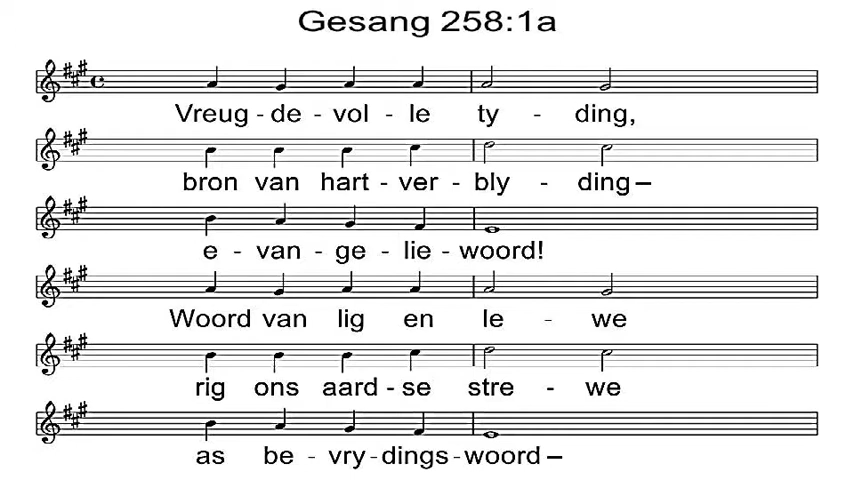 Gesang 258:1a
Vreug - de - vol - le ty - ding,
bron van hart - ver - bly - ding –
e - van - ge - lie - woord!
Woord van lig en le - we
rig ons aard - se stre - we
as be - vry - dings - woord –